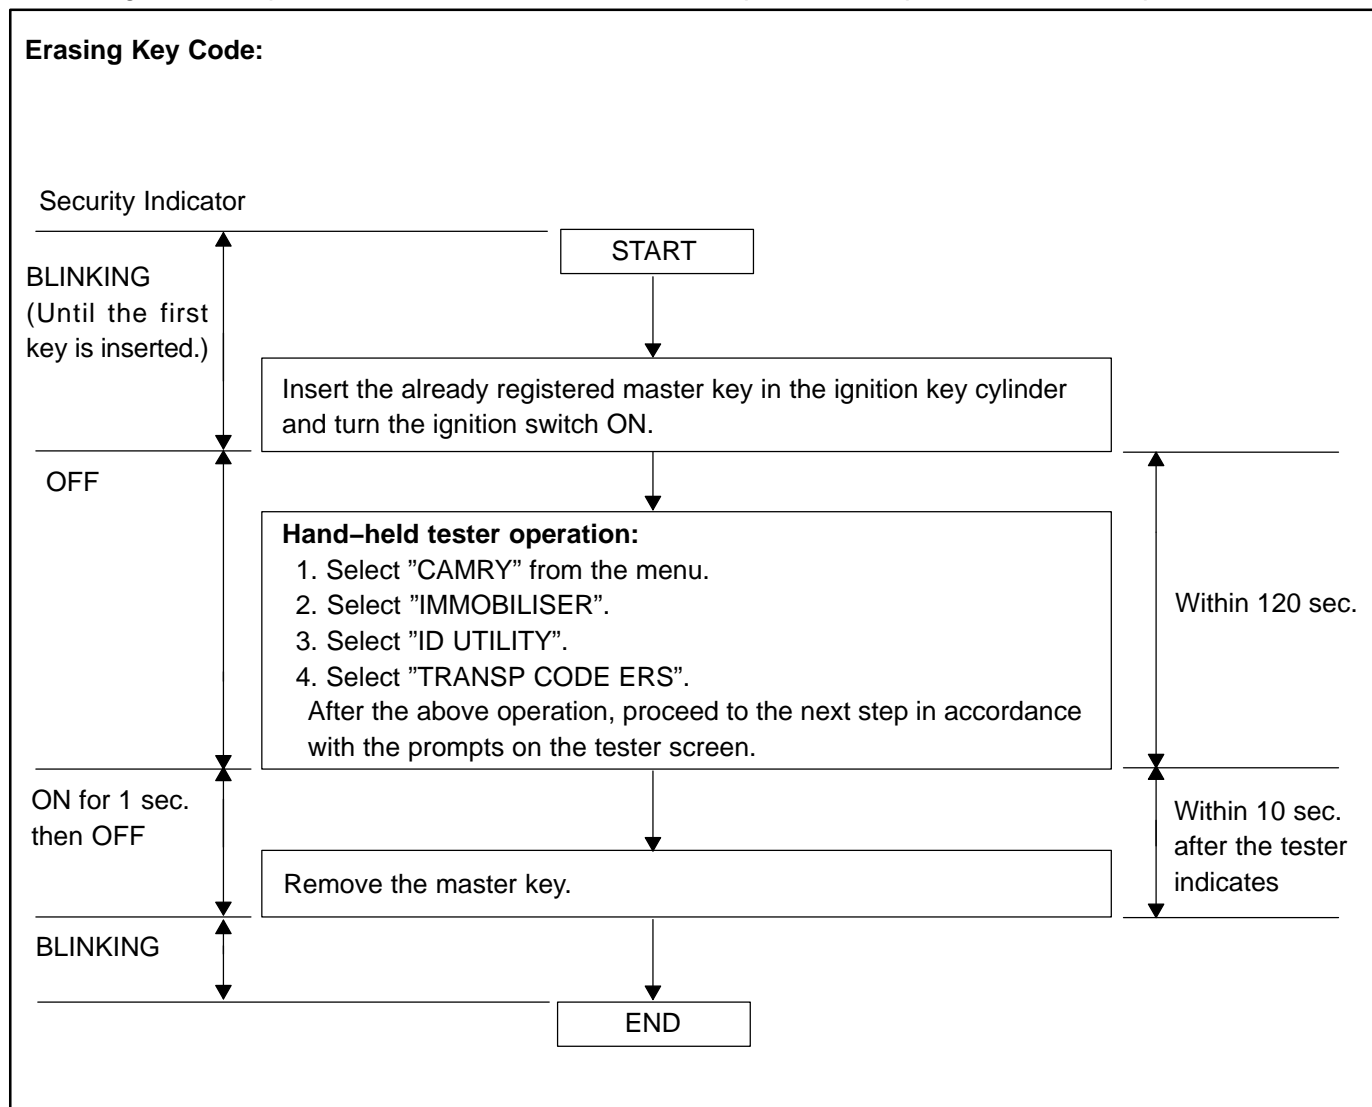 Erasing Key Code:
Security Indicator
START
BLINKING
(Until the first
key is inserted.)
Insert the already registered master key in the ignition key cylinder
and turn the ignition switch ON.
OFF
Hand–held tester operation:
1. Select ”CAMRY” from the menu.
2. Select ”IMMOBILISER”.
3. Select ”ID UTILITY”.
4. Select ”TRANSP CODE ERS”.
After the above operation, proceed to the next step in accordance
with the prompts on the tester screen.
Within 120 sec.
ON for 1 sec.
then OFF
Within 10 sec.
after the tester
indicates
Remove the master key.
BLINKING
END